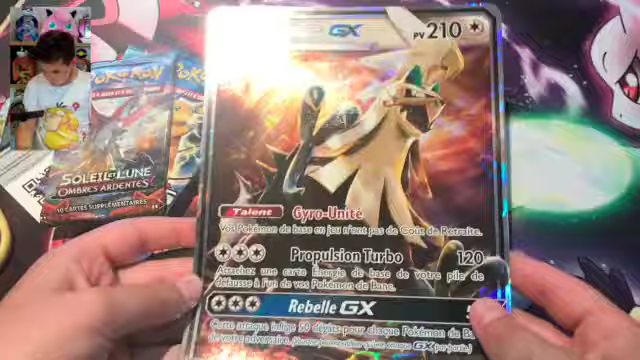 GX PV 210
POKÉMON
SOLEIL ET LUNE
OMBRES ARDENTES
10 CARTES SUPPLÉMENTAIRES
Talent Gyro-Unité
Vos Pokémon de base en jeu n'ont pas de Coût de Retraite.
Propulsion Turbo 120
Attachez une carte Énergie de base de votre pile de
défausse à l'un de vos Pokémon de Banc.
Rebelle GX
Cette attaque inflige 50 dégâts pour chaque Pokémon de Ba
de votre adversaire.